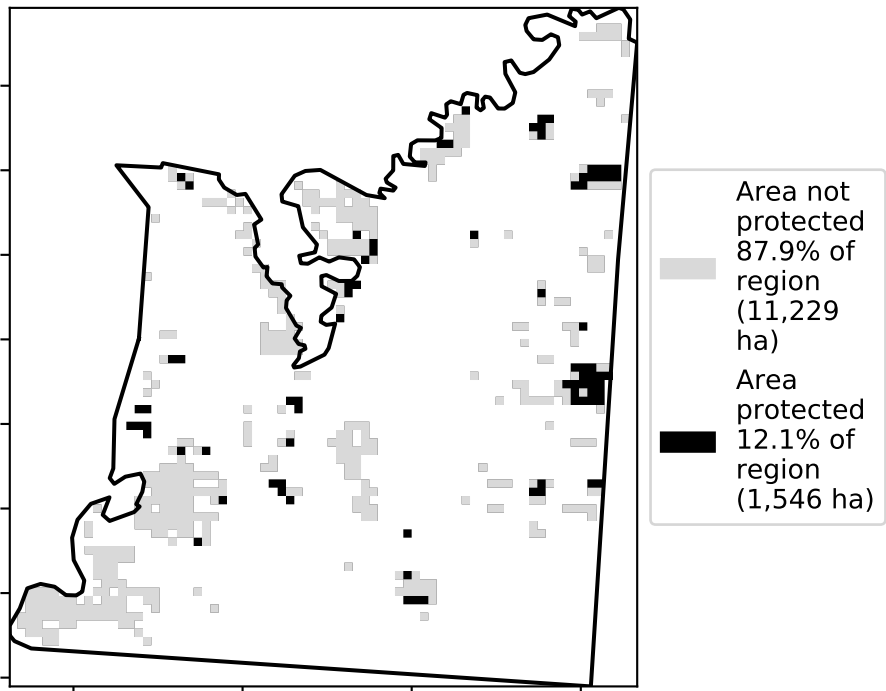 Area not
protected
87.9% of
region
(11,229
ha)
Area
protected
12.1% of
region
(1,546 ha)